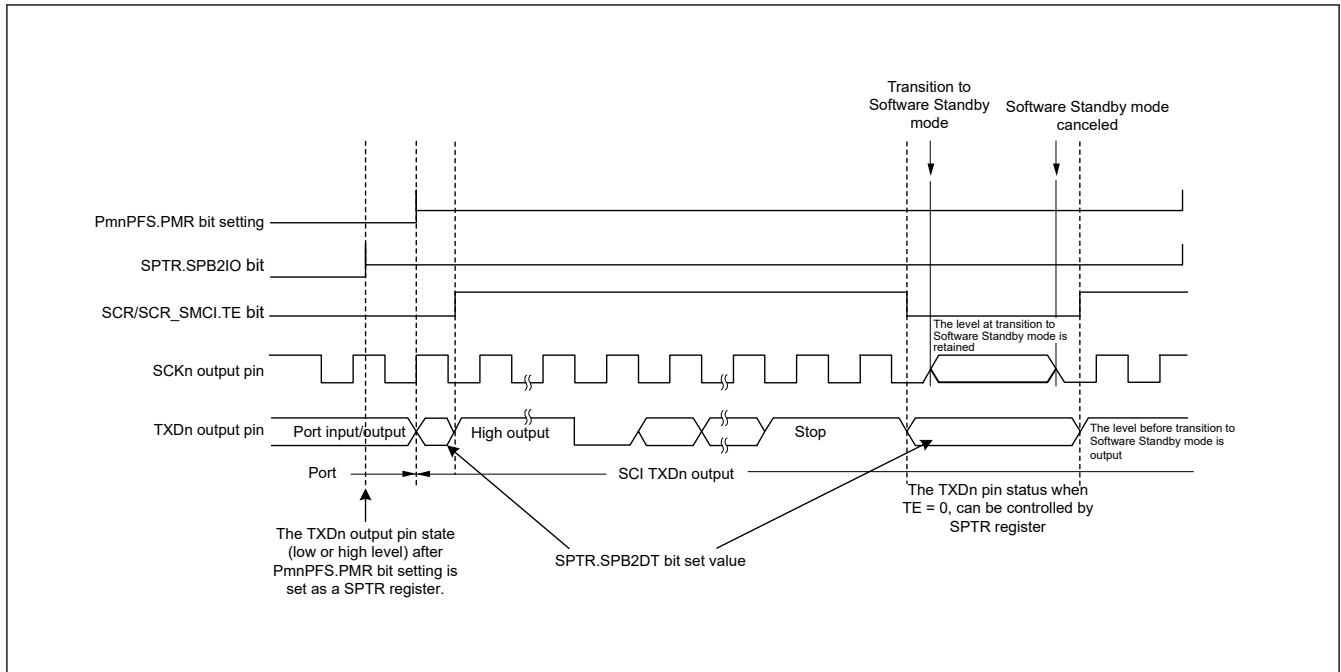 Transition to
Software Standby
mode
Software Standby mode
canceled
PmnPFS.PMR bit setting
SPTR.SPB2IO bit
SCR/SCR_SMCI.TE bit
The level at transition to
Software Standby mode is
retained
SCKn output pin
TXDn output pin
Port input/output
High output
Stop
The level before transition to
Software Standby mode is
output
Port
SCI TXDn output
The TXDn pin status when
TE = 0, can be controlled by
SPTR register
The TXDn output pin state
(low or high level) after
PmnPFS.PMR bit setting is
set as a SPTR register.
SPTR.SPB2DT bit set value